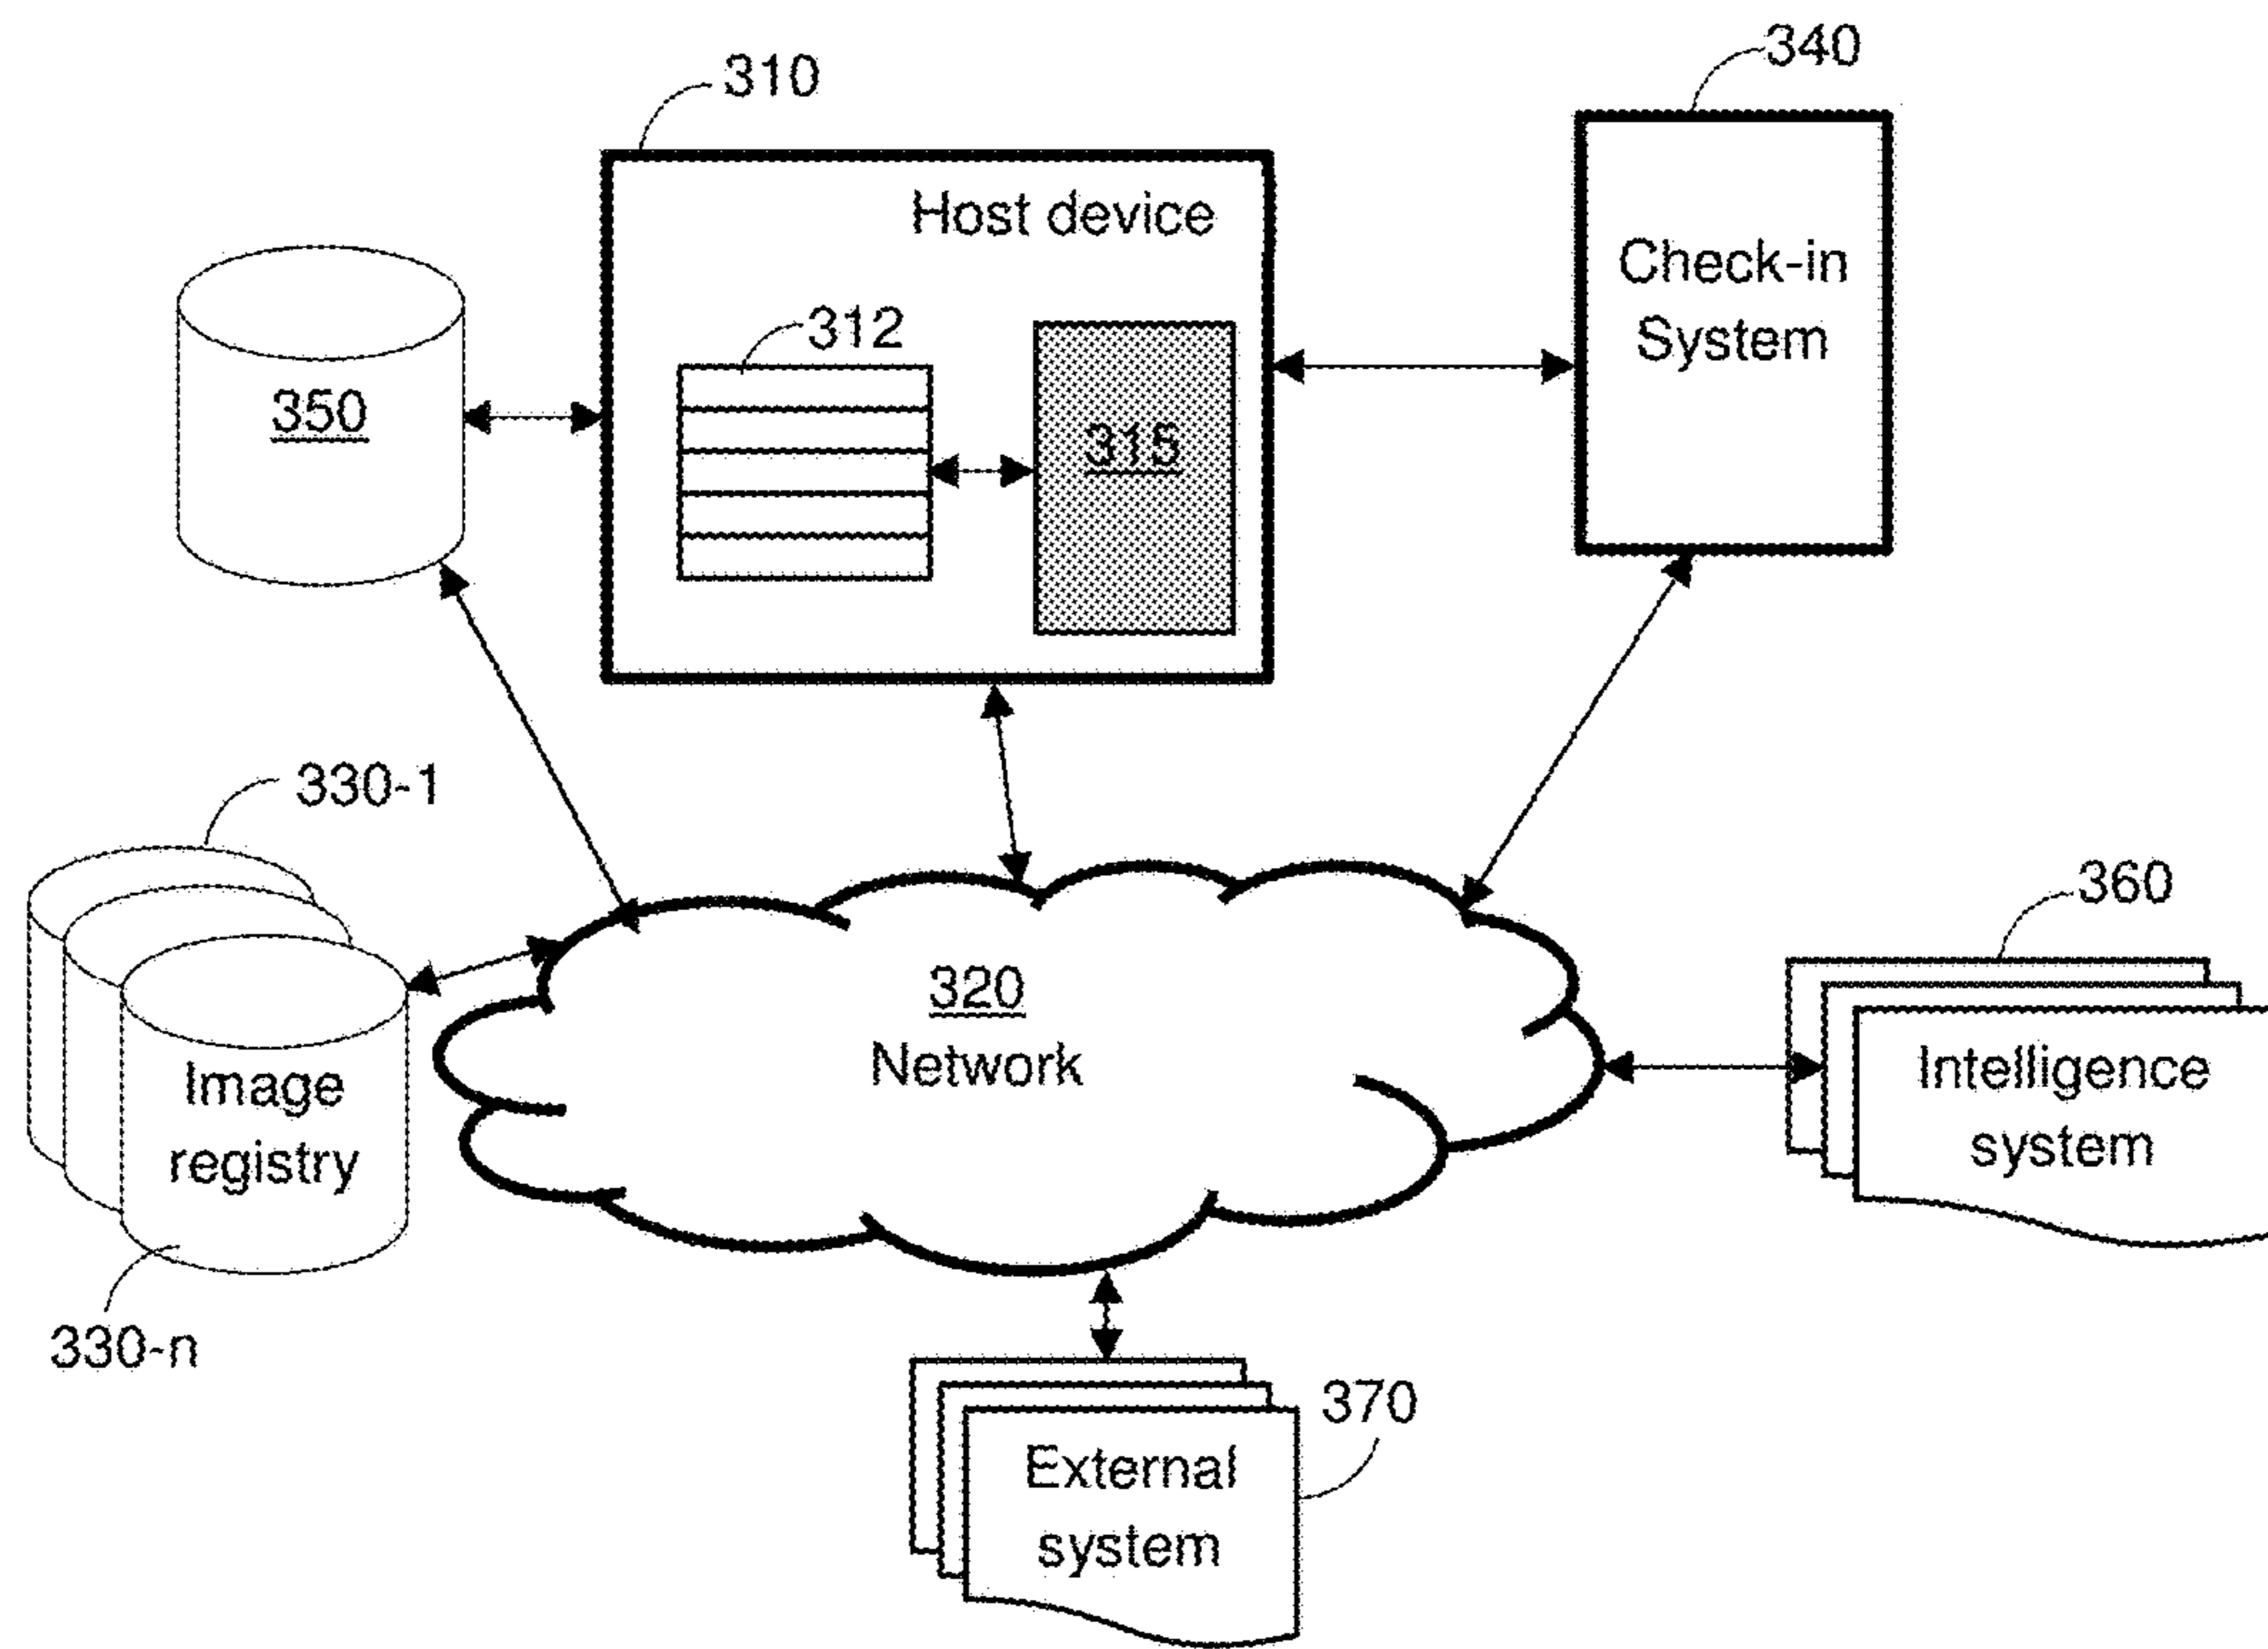 310
340
Host device
Check-in
System
312
350
315
330-1
360
320
Network
Intelligence
system
Image
registry
330-n
370
External
system